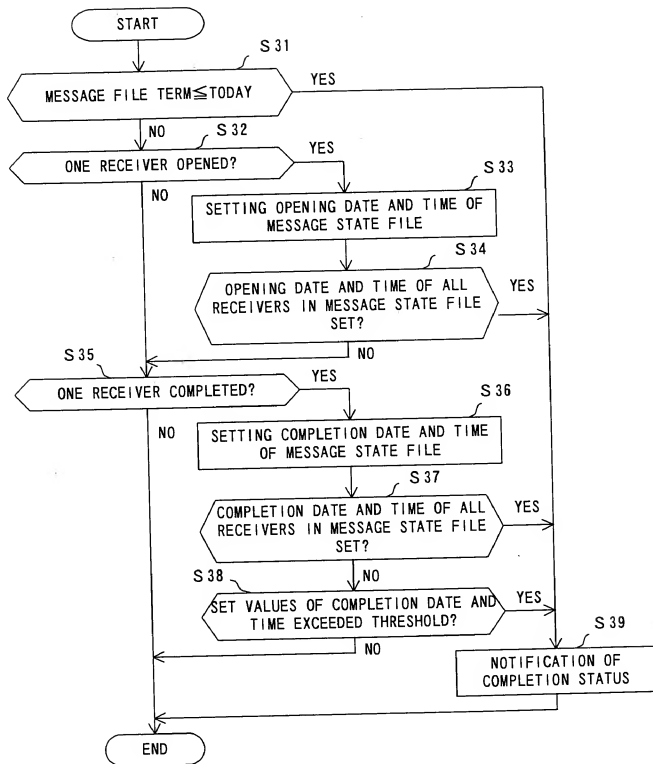 START
S31
MESSAGE FILE TERM≦TODAY
YES
NO
S32
ONE RECEIVER OPENED?
YES
NO
S33
SETTING OPENING DATE AND TIME OF
MESSAGE STATE FILE
S34
OPENING DATE AND TIME OF ALL
RECEIVERS IN MESSAGE STATE FILE
SET?
YES
NO
S35
ONE RECEIVER COMPLETED?
YES
NO
S36
SETTING COMPLETION DATE AND TIME
OF MESSAGE STATE FILE
S37
COMPLETION DATE AND TIME OF ALL
RECEIVERS IN MESSAGE STATE FILE
SET?
YES
NO
S38
SET VALUES OF COMPLETION DATE AND
TIME EXCEEDED THRESHOLD?
YES
NO
S39
NOTIFICATION OF
COMPLETION STATUS
END